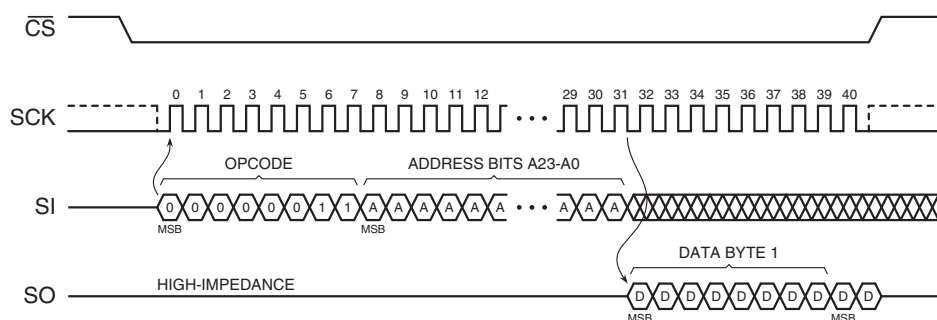 CS
SCK
0 1 2 3 4 5 6 7 8 9 10 11 12 29 30 31 32 33 34 35 36 37 38 39 40
OPCODE ADDRESS BITS A23-A0
SI 0 0 0 0 0 0 1 1 A A A A A A A A A
MSB MSB
DATA BYTE 1
SO HIGH-IMPEDANCE D D D D D D D D D D
MSB MSB